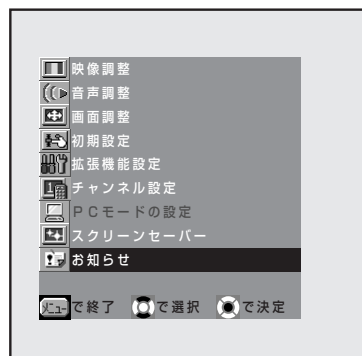 映像調整
音声調整
画面調整
初期設定
拡張機能設定
チャンネル設定
PCモードの設定
スクリーンセーバー
お知らせ
メニューで終了 で選択 で決定